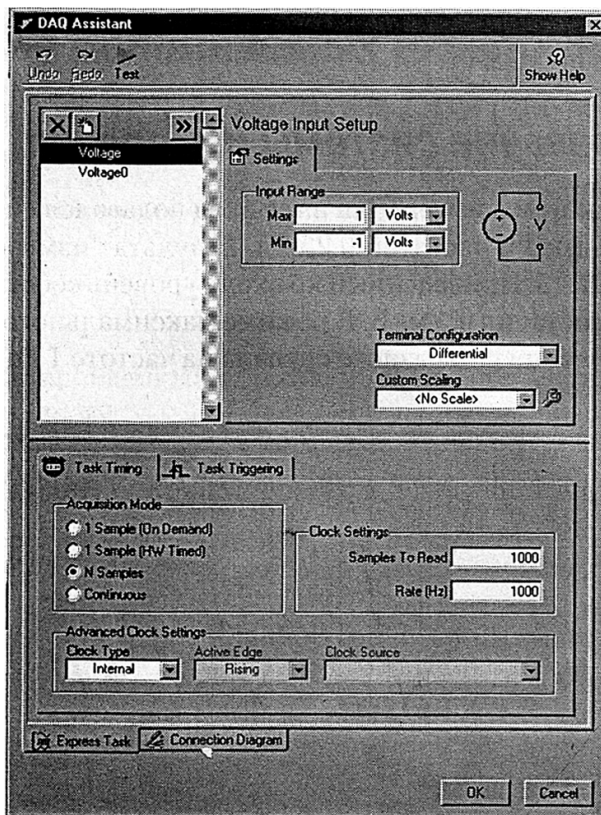 DAQ Assistant
Undo Redo Test
Show Help
Voltage
Voltage0
Voltage Input Setup
Settings
Input Range
Max 1 Volts
Min -1 Volts
V
Terminal Configuration
Differential
Custom Scaling
<No Scale>
Task Timing Task Triggering
Acquisition Mode
1 Sample (On Demand)
1 Sample (HW Timed)
N Samples
Continuous
Clock Settings
Samples To Read 1000
Rate (Hz) 1000
Advanced Clock Settings
Clock Type Active Edge Clock Source
Internal Rising
Express Task Connection Diagram
OK Cancel